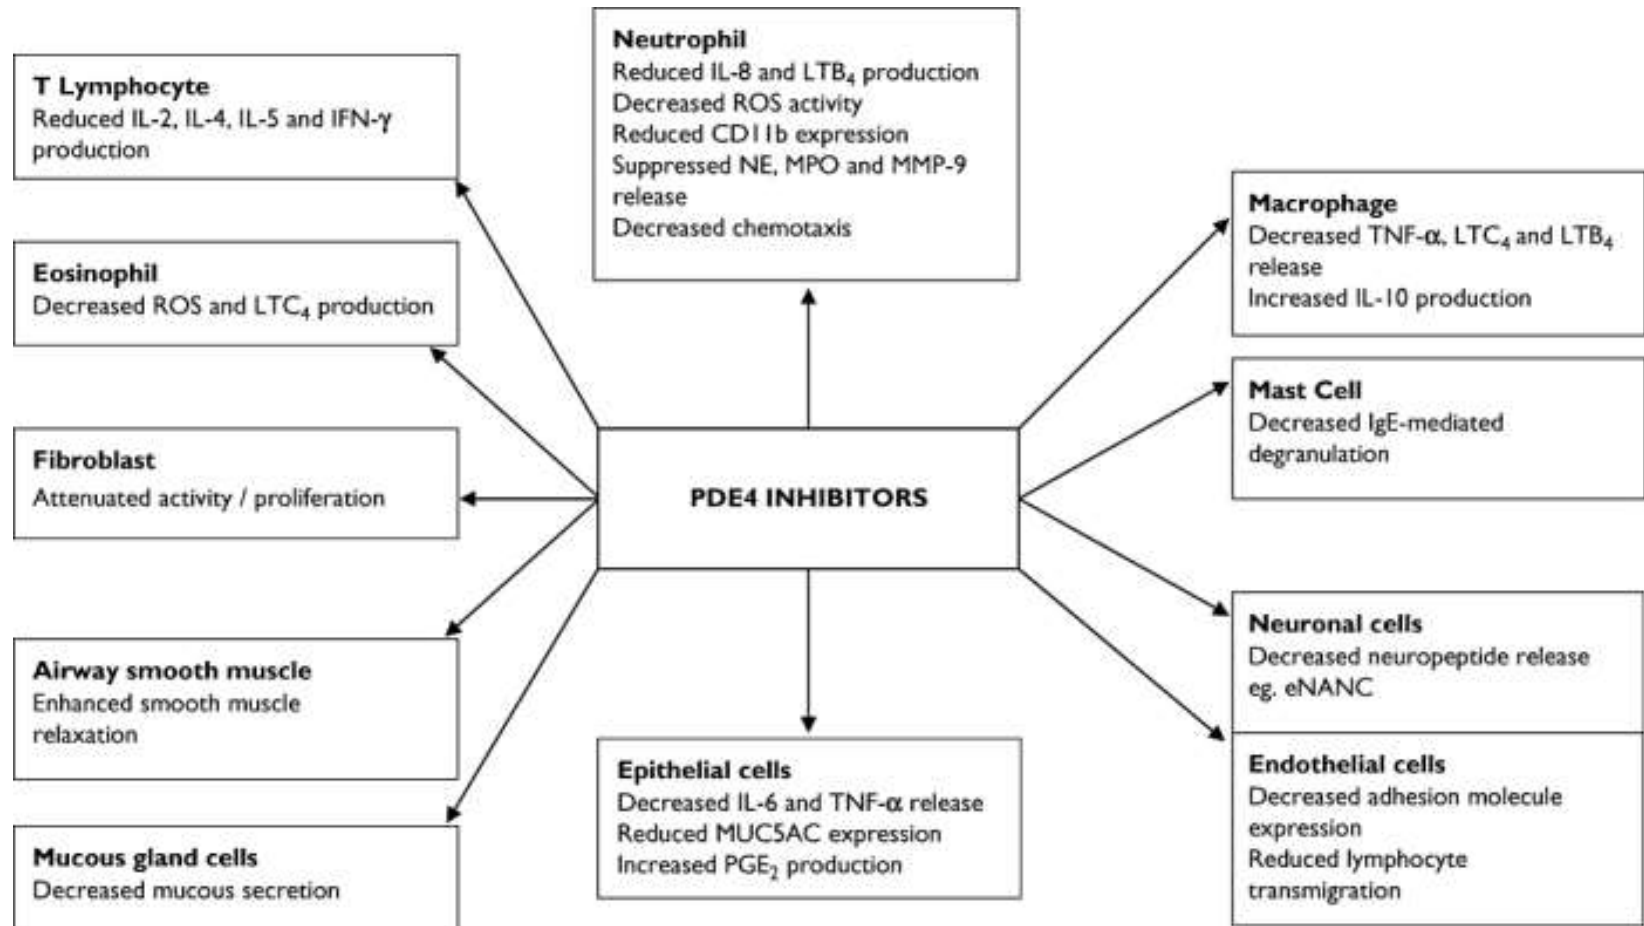 T Lymphocyte
Reduced IL-2, IL-4, IL-5 and IFN-γ
production
Eosinophil
Decreased ROS and LTC₄ production
Fibroblast
Attenuated activity / proliferation
Airway smooth muscle
Enhanced smooth muscle
relaxation
Mucous gland cells
Decreased mucous secretion
Neutrophil
Reduced IL-8 and LTB₄ production
Decreased ROS activity
Reduced CD11b expression
Suppressed NE, MPO and MMP-9
release
Decreased chemotaxis
PDE4 INHIBITORS
Epithelial cells
Decreased IL-6 and TNF-α release
Reduced MUC5AC expression
Increased PGE₂ production
Macrophage
Decreased TNF-α, LTC₄ and LTB₄
release
Increased IL-10 production
Mast Cell
Decreased IgE-mediated
degranulation
Neuronal cells
Decreased neuropeptide release
eg. eNANC
Endothelial cells
Decreased adhesion molecule
expression
Reduced lymphocyte
transmigration